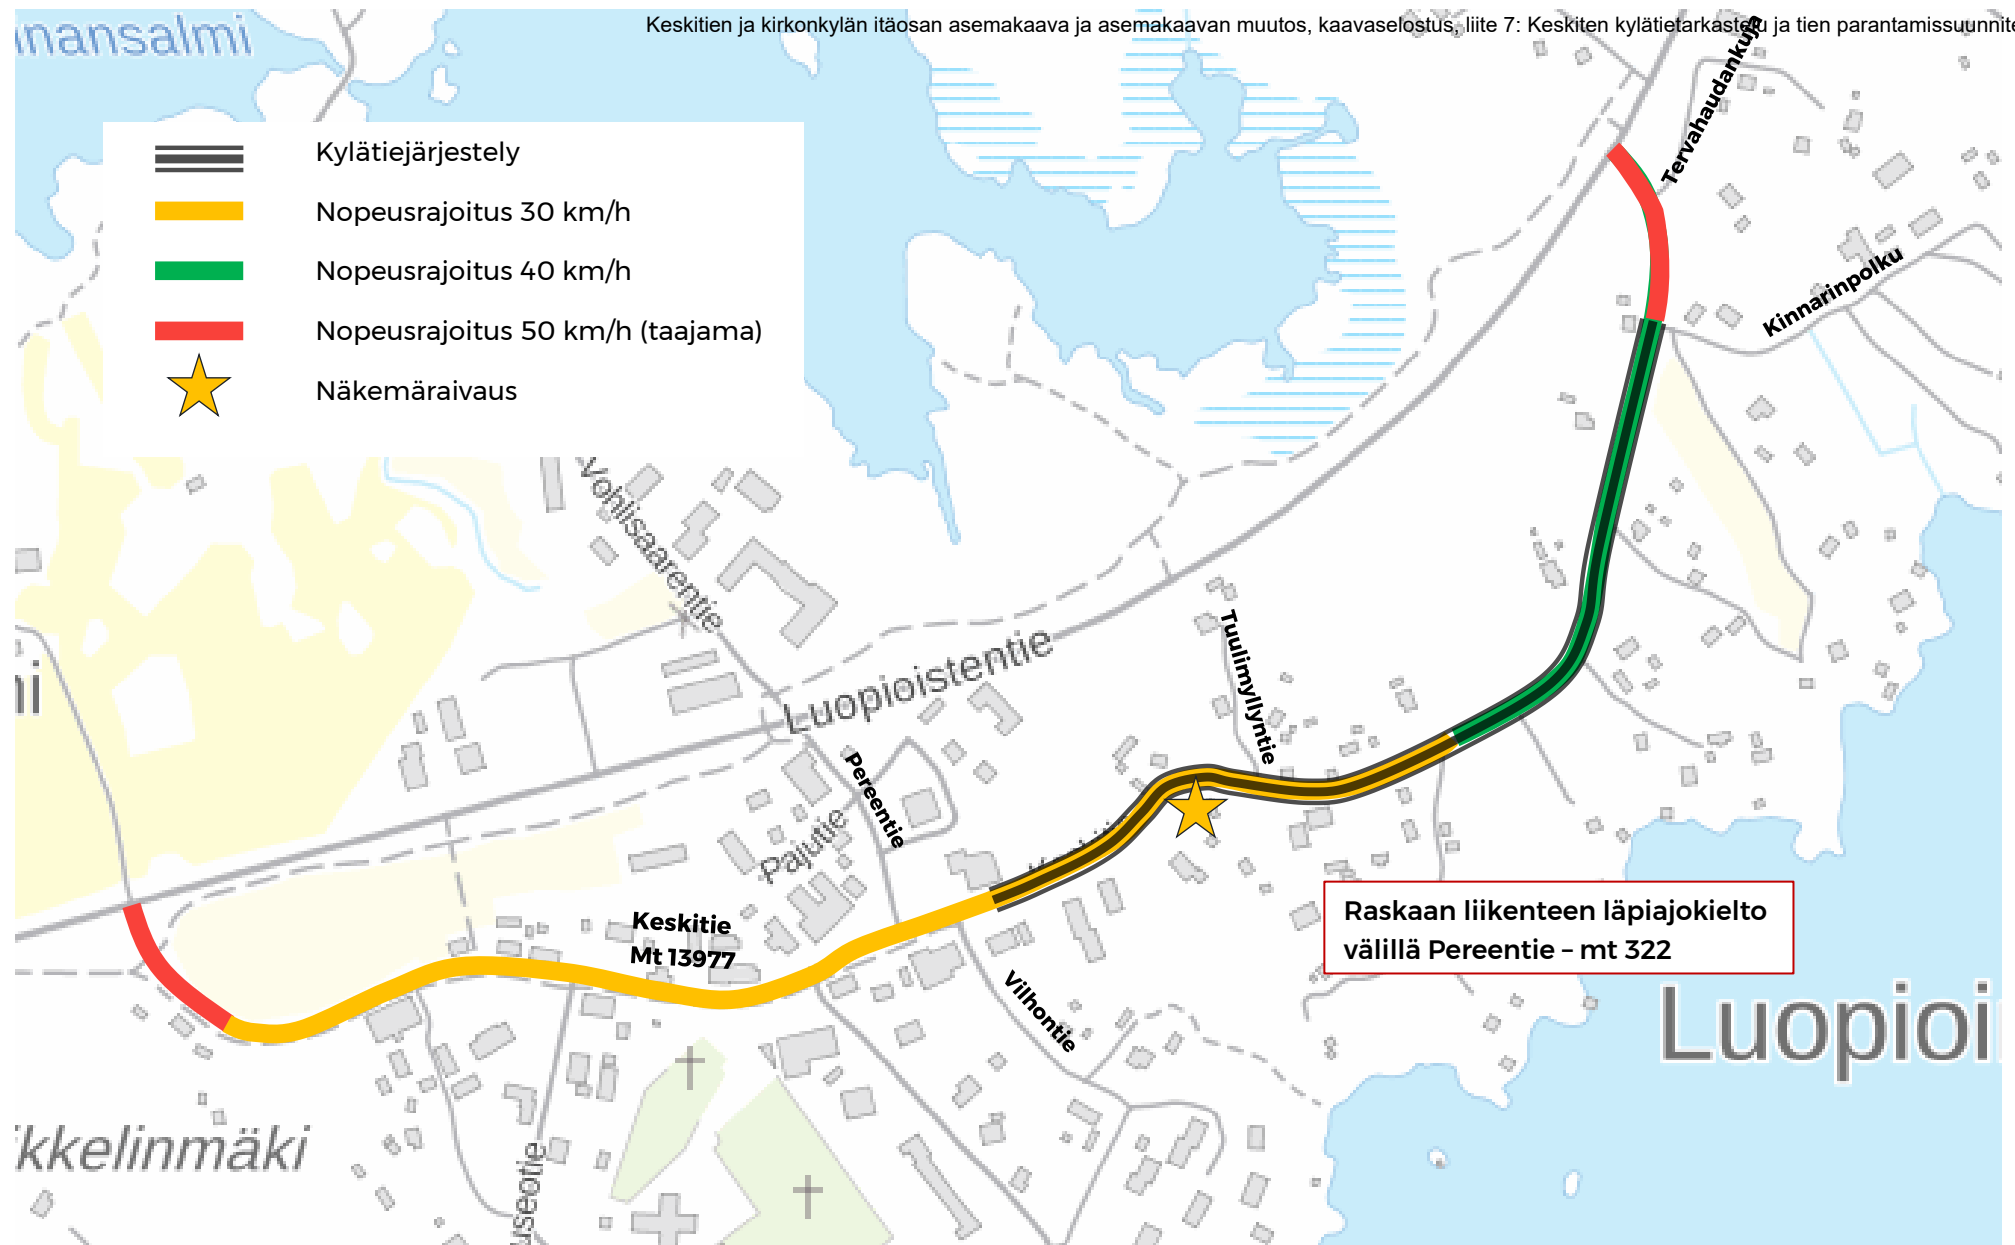 Keskitien ja kirkonkylän itäosan asemakaava ja asemakaavan muutos, kaavaselostus, liite 7: Keskiten kylätietarkastelu ja tien parantamissuunnite
Kylätiejärjestely
Nopeusrajoitus 30 km/h
Nopeusrajoitus 40 km/h
Nopeusrajoitus 50 km/h (taajama)
Näkemäraivaus
Tervahaudankuja
Kinnarinpolku
Vohlisaarentie
Luopioistentie
Tuulimyllyntie
Pereentie
Pajutie
Keskitie
Mt 13977
Raskaan liikenteen läpiajokielto
välillä Pereentie – mt 322
Vilhontie
Luopioi
kkelinmäki
useotie
nansalmi